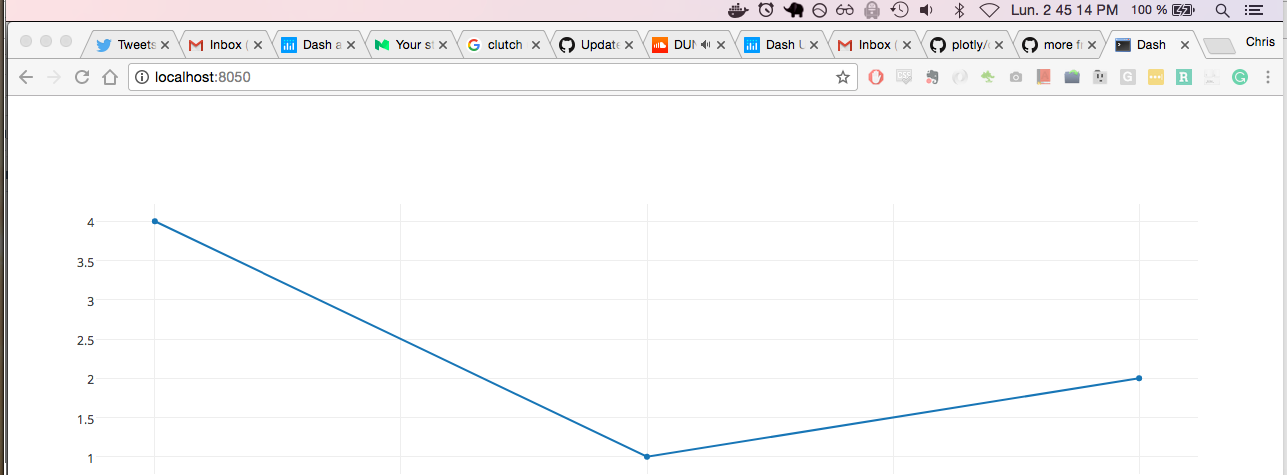 Lun. 2 45 14 PM 100 %
Tweets Inbox ( Dash a Your st clutch Update DUN Dash U Inbox ( plotly/ more fr Dash Chris
localhost:8050
4
3.5
3
2.5
2
1.5
1